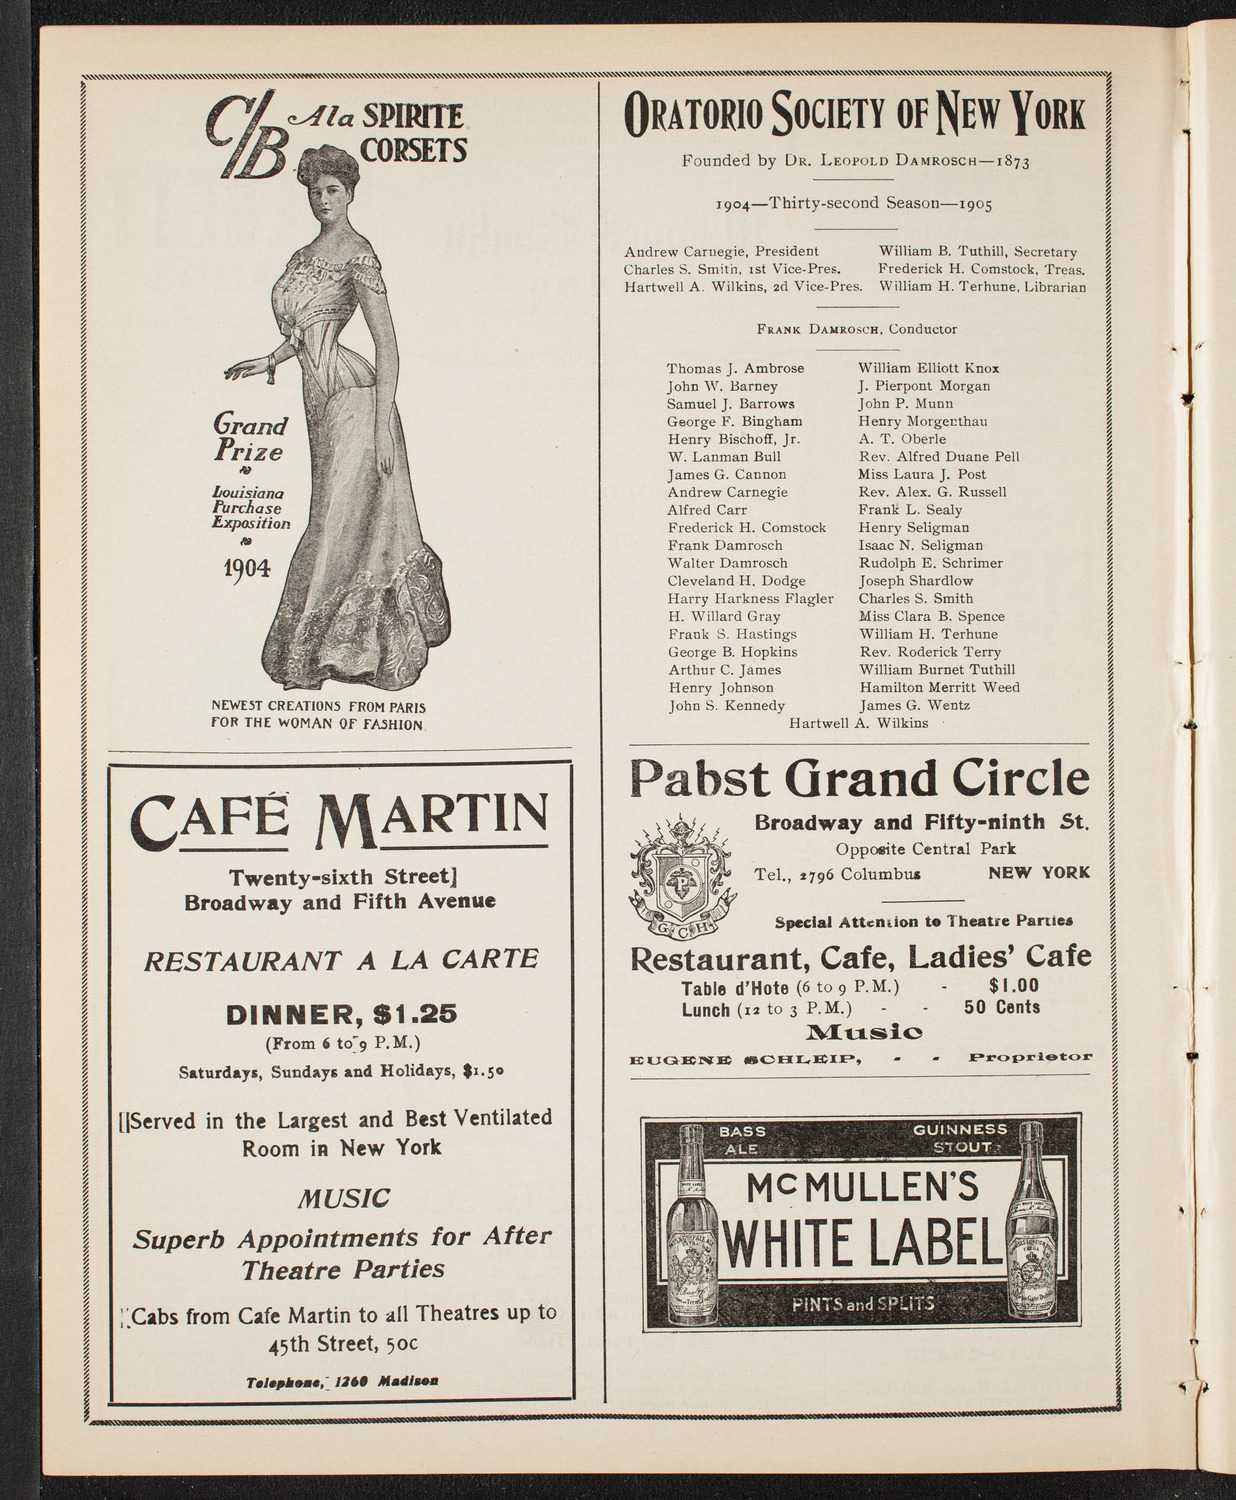 C/B Ala SPIRITE
CORSETS
Grand
Prize
Louisiana
Purchase
Exposition
1904
NEWEST CREATIONS FROM PARIS
FOR THE WOMAN OF FASHION
CAFÉ MARTIN
Twenty-sixth Street]
Broadway and Fifth Avenue
RESTAURANT A LA CARTE
DINNER, $1.25
(From 6 to 9 P.M.)
Saturdays, Sundays and Holidays, $1.50
Served in the Largest and Best Ventilated
Room in New York
MUSIC
Superb Appointments for After
Theatre Parties
Cabs from Cafe Martin to all Theatres up to
45th Street, 50c
Telephone, 1260 Madison
ORATORIO SOCIETY OF NEW YORK
Founded by DR. LEOPOLD DAMROSCH—1873
1904—Thirty-second Season—1905
Andrew Carnegie, President William B. Tuthill, Secretary
Charles S. Smith, 1st Vice-Pres. Frederick H. Comstock, Treas.
Hartwell A. Wilkins, 2d Vice-Pres. William H. Terhune, Librarian
FRANK DAMROSCH, Conductor
Thomas J. Ambrose William Elliott Knox
John W. Barney J. Pierpont Morgan
Samuel J. Barrows John P. Munn
George F. Bingham Henry Morgenthau
Henry Bischoff, Jr. A. T. Oberle
W. Lanman Bull Rev. Alfred Duane Pell
James G. Cannon Miss Laura J. Post
Andrew Carnegie Rev. Alex. G. Russell
Alfred Carr Frank L. Sealy
Frederick H. Comstock Henry Seligman
Frank Damrosch Isaac N. Seligman
Walter Damrosch Rudolph E. Schrimer
Cleveland H. Dodge Joseph Shardlow
Harry Harkness Flagler Charles S. Smith
H. Willard Gray Miss Clara B. Spence
Frank S. Hastings William H. Terhune
George B. Hopkins Rev. Roderick Terry
Arthur C. James William Burnet Tuthill
Henry Johnson Hamilton Merritt Weed
John S. Kennedy James G. Wentz
Hartwell A. Wilkins
Pabst Grand Circle
Broadway and Fifty-ninth St.
Opposite Central Park
Tel., 2796 Columbus NEW YORK
P
G C H
Special Attention to Theatre Parties
Restaurant, Cafe, Ladies' Cafe
Table d'Hote (6 to 9 P.M.) - $1.00
Lunch (12 to 3 P.M.) - - 50 Cents
Music
EUGENE SCHLEIP, - - Proprietor
BASS GUINNESS
ALE STOUT
MCMULLEN'S
WHITE LABEL
PINTS and SPLITS